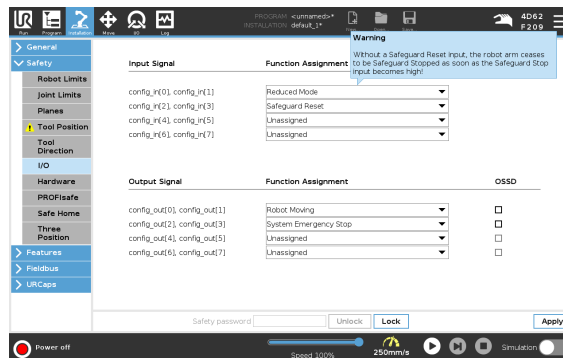 PROGRAM <unnamed>*
INSTALLATION default_1*
4D62
F209
Run
Program
Installation
Move
I/O
Log
Warning
Without a Safeguard Reset input, the robot arm ceases
to be Safeguard Stopped as soon as the Safeguard Stop
input becomes high!
General
Safety
Robot Limits
Joint Limits
Planes
Tool Position
Tool
Direction
I/O
Hardware
PROFIsafe
Safe Home
Three
Position
Features
Fieldbus
URCaps
Input Signal
Function Assignment
config_in[0], config_in[1]
Reduced Mode
config_in[2], config_in[3]
Safeguard Reset
config_in[4], config_in[5]
Unassigned
config_in[6], config_in[7]
Unassigned
Output Signal
Function Assignment
OSSD
config_out[0], config_out[1]
Robot Moving
config_out[2], config_out[3]
System Emergency Stop
config_out[4], config_out[5]
Unassigned
config_out[6], config_out[7]
Unassigned
Safety password
Unlock
Lock
Apply
Power off
Speed 100%
250mm/s
Simulation